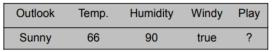 Outlook Temp. Humidity Windy Play
Sunny 66 90 true ?